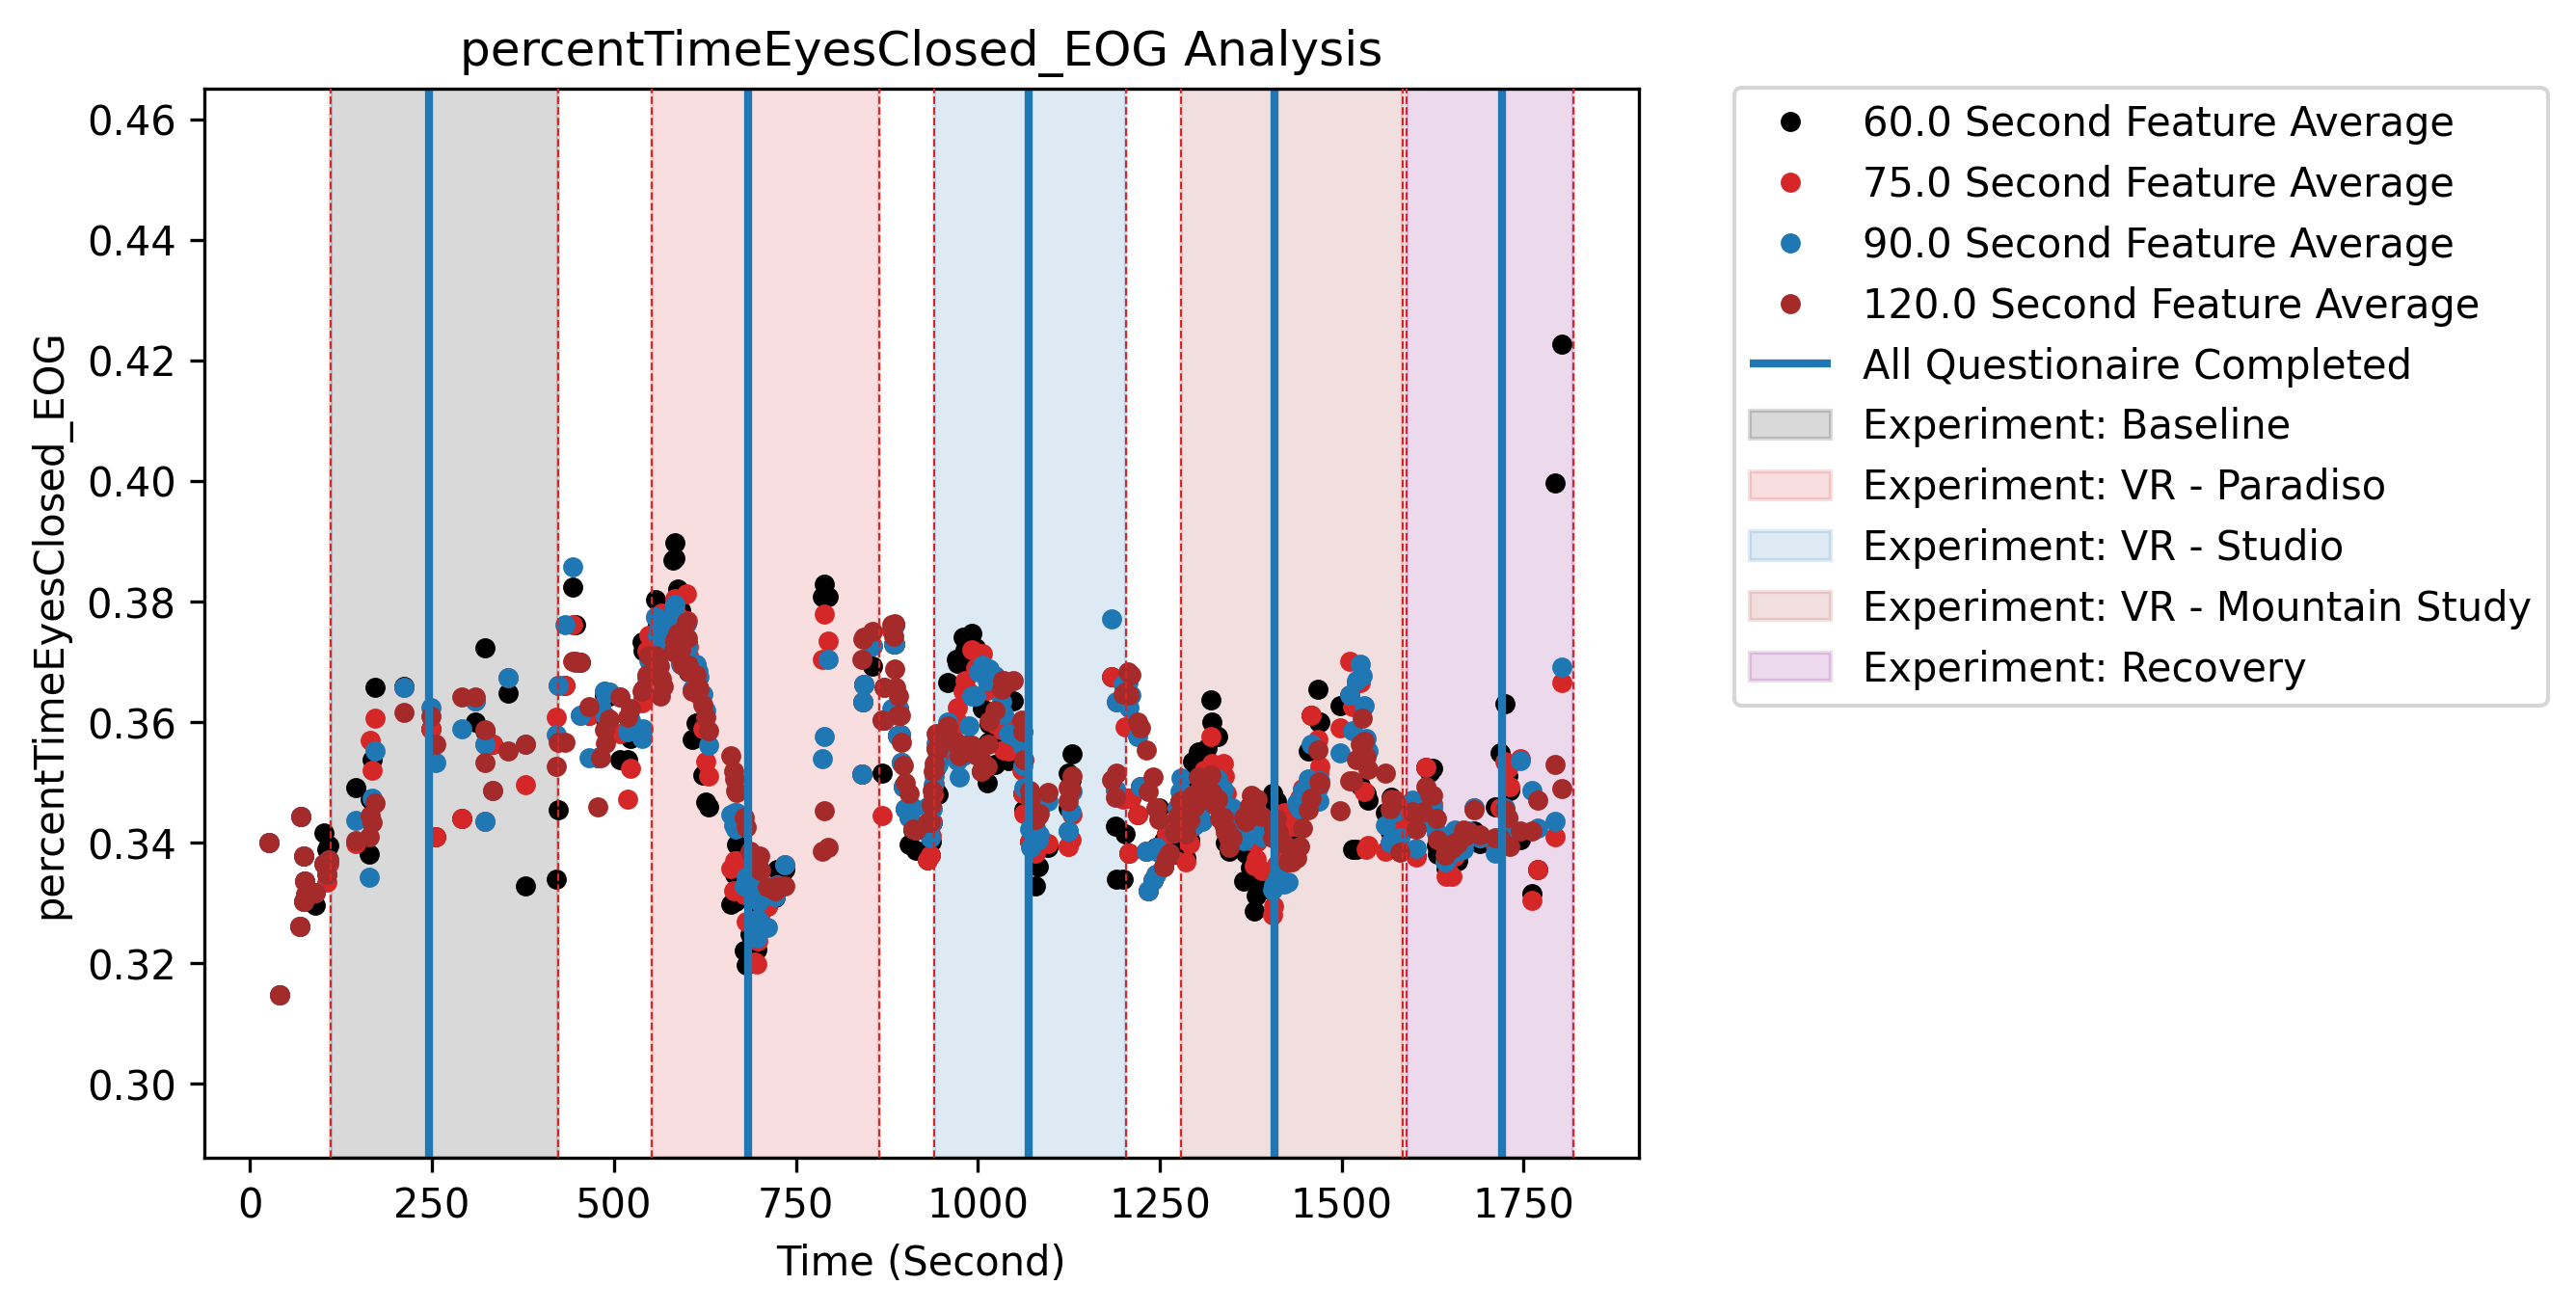 percentTimeEyesClosed_EOG Analysis
percentTimeEyesClosed_EOG
0.46
0.44
0.42
0.40
0.38
0.36
0.34
0.32
0.30
0 250 500 750 1000 1250 1500 1750
Time (Second)
60.0 Second Feature Average
75.0 Second Feature Average
90.0 Second Feature Average
120.0 Second Feature Average
All Questionaire Completed
Experiment: Baseline
Experiment: VR - Paradiso
Experiment: VR - Studio
Experiment: VR - Mountain Study
Experiment: Recovery